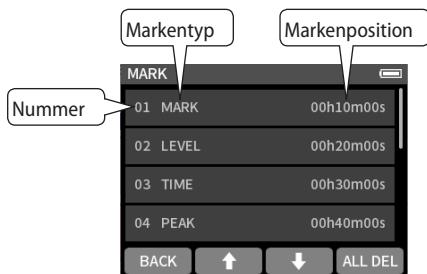 Markentyp
Markenposition
MARK
Nummer
01 MARK 00h10m00s
02 LEVEL 00h20m00s
03 TIME 00h30m00s
04 PEAK 00h40m00s
BACK ALL DEL